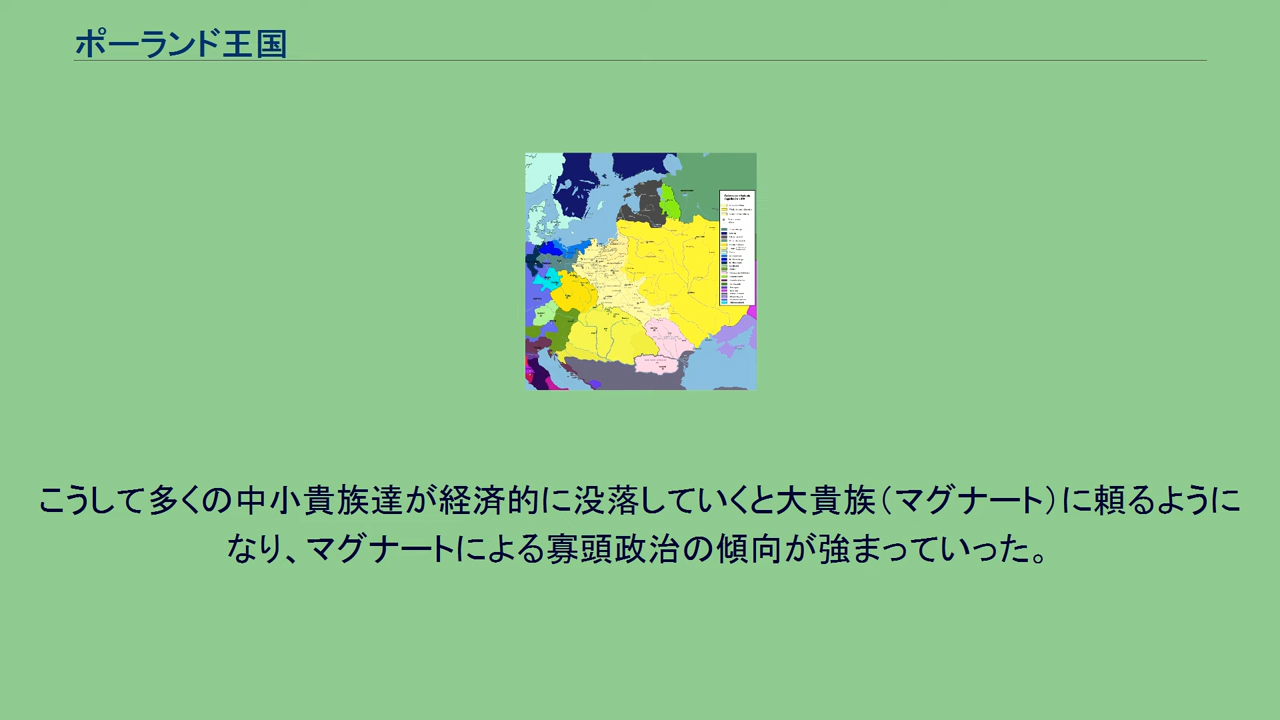 ポーランド王国
こうして多くの中小貴族達が経済的に没落していくと大貴族（マグナート）に頼るように
なり、マグナートによる寡頭政治の傾向が強まっていった。